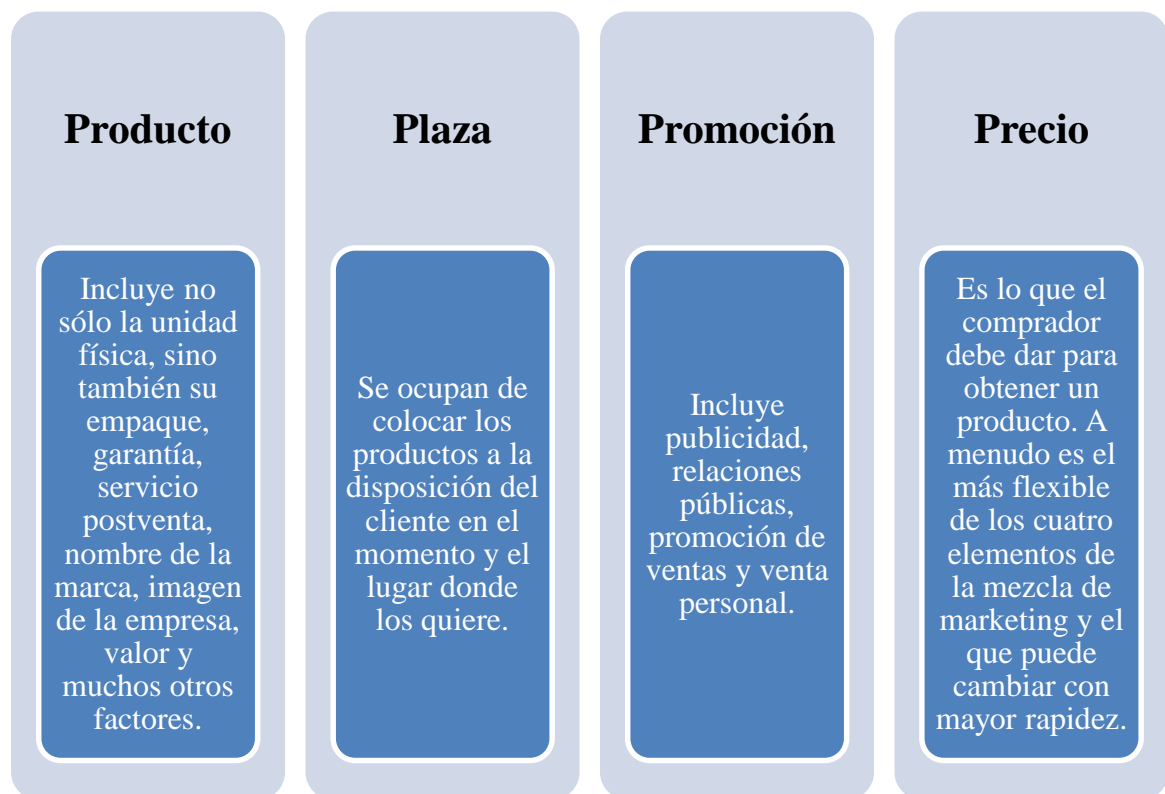 Producto
Incluye no
sólo la unidad
física, sino
también su
empaque,
garantía,
servicio
postventa,
nombre de la
marca, imagen
de la empresa,
valor y
muchos otros
factores.
Plaza
Se ocupan de
colocar los
productos a la
disposición del
cliente en el
momento y el
lugar donde
los quiere.
Promoción
Incluye
publicidad,
relaciones
públicas,
promoción de
ventas y venta
personal.
Precio
Es lo que el
comprador
debe dar para
obtener un
producto. A
menudo es el
más flexible
de los cuatro
elementos de
la mezcla de
marketing y el
que puede
cambiar con
mayor rapidez.